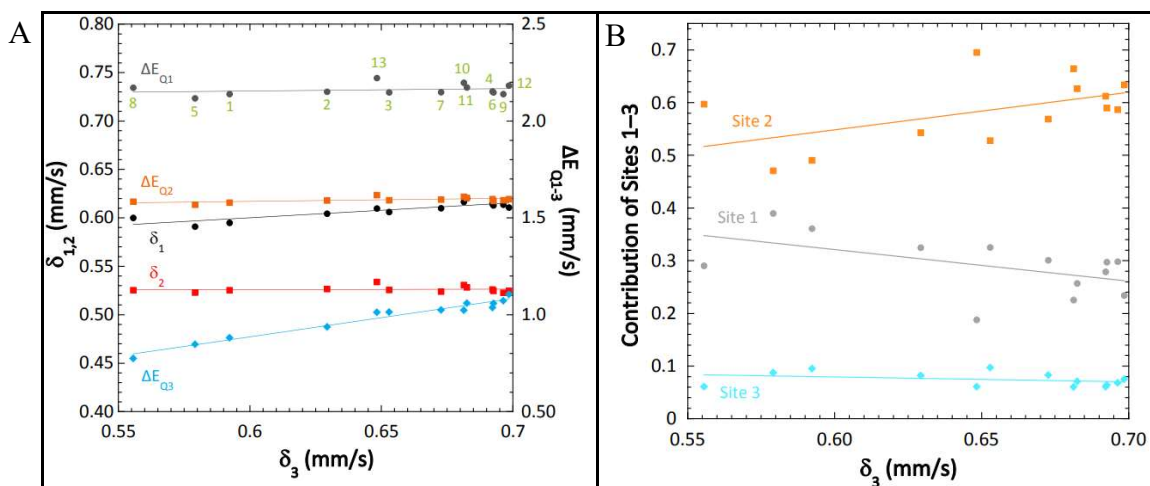 A
δ1,2 (mm/s)
0.80
0.75
0.70
0.65
0.60
0.55
0.50
0.45
0.40
ΔEQ1
13
10
4
12
8
5
1
2
3
7
11
6
9
ΔEQ2
δ1
δ2
ΔEQ3
2.5
2.0
1.5
1.0
0.50
ΔEQ1-3 (mm/s)
0.55
0.6
0.65
0.7
δ3 (mm/s)
B
Contribution of Sites 1–3
0.7
0.6
0.5
0.4
0.3
0.2
0.1
0
Site 2
Site 1
Site 3
0.55
0.60
0.65
0.70
δ3 (mm/s)